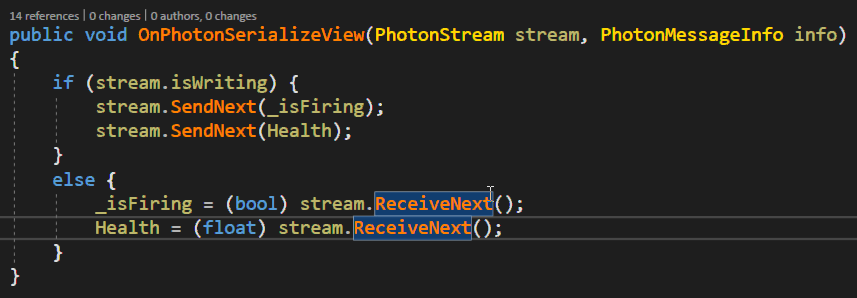 14 references | 0 changes | 0 authors, 0 changes
public void OnPhotonSerializeView(PhotonStream stream, PhotonMessageInfo info)
{
    if (stream.isWriting) {
        stream.SendNext(_isFiring);
        stream.SendNext(Health);
    }
    else {
        _isFiring = (bool) stream.ReceiveNext();
        Health = (float) stream.ReceiveNext();
    }
}